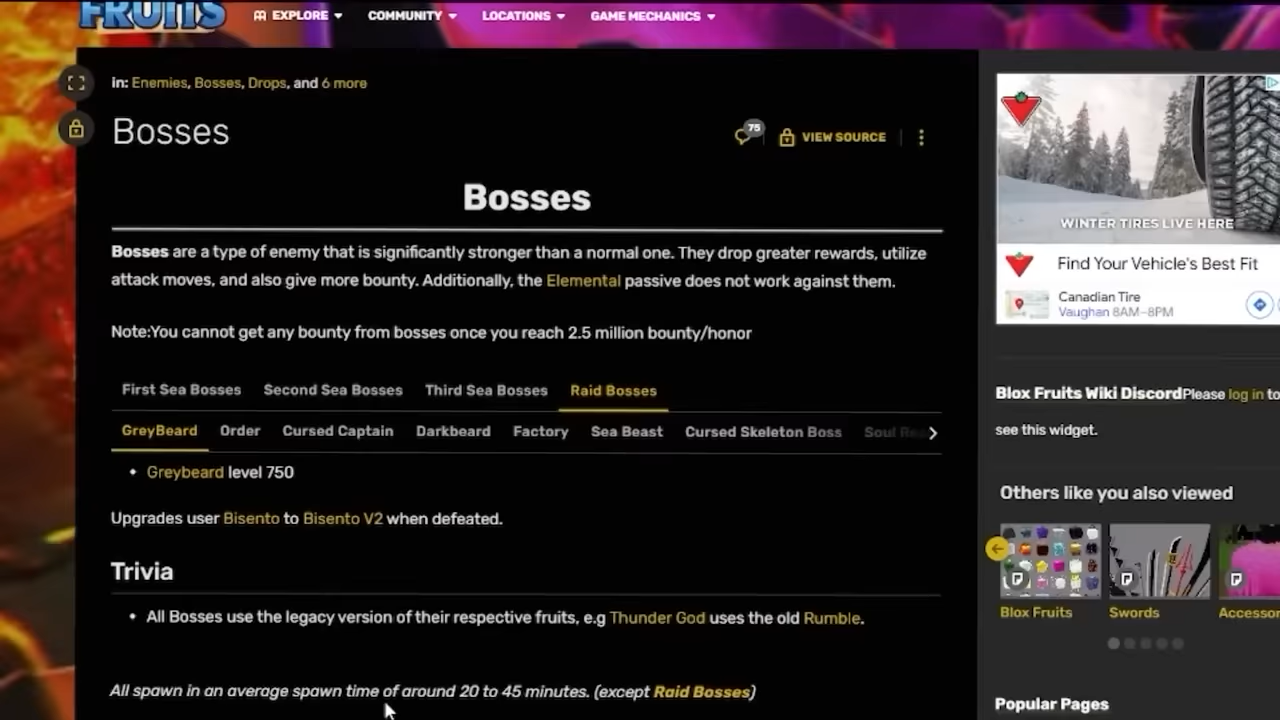 FRUITS
EXPLORE COMMUNITY LOCATIONS GAME MECHANICS
in: Enemies, Bosses, Drops, and 6 more
Bosses
75
VIEW SOURCE
Bosses
Bosses are a type of enemy that is significantly stronger than a normal one. They drop greater rewards, utilize
attack moves, and also give more bounty. Additionally, the Elemental passive does not work against them.
Note:You cannot get any bounty from bosses once you reach 2.5 million bounty/honor
First Sea Bosses Second Sea Bosses Third Sea Bosses Raid Bosses
GreyBeard Order Cursed Captain Darkbeard Factory Sea Beast Cursed Skeleton Boss Soul
• Greybeard level 750
Upgrades user Bisento to Bisento V2 when defeated.
Trivia
• All Bosses use the legacy version of their respective fruits, e.g Thunder God uses the old Rumble.
All spawn in an average spawn time of around 20 to 45 minutes. (except Raid Bosses)
WINTER TIRES LIVE HERE
Find Your Vehicle's Best Fit
Canadian Tire
Vaughan 8AM–8PM
Blox Fruits Wiki DiscordPlease log in to
see this widget.
Others like you also viewed
Blox Fruits Swords Accessor
Popular Pages